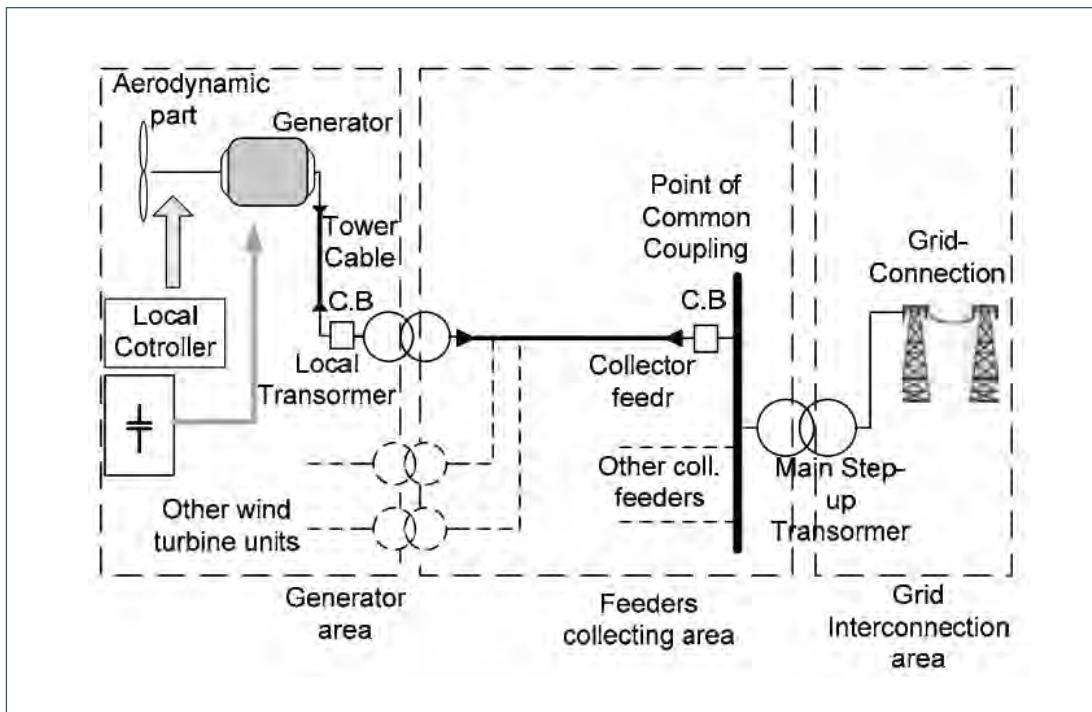 Aerodynamic
part
Generator
Tower
Cable
C.B
Local
Cotroller
Local
Transormer
Other wind
turbine units
Generator
area
Point of
Common
Coupling
C.B
Collector
feedr
Other coll.
feeders
Feeders
collecting area
Grid-
Connection
Main Step-
up
Transormer
Grid
Interconnection
area